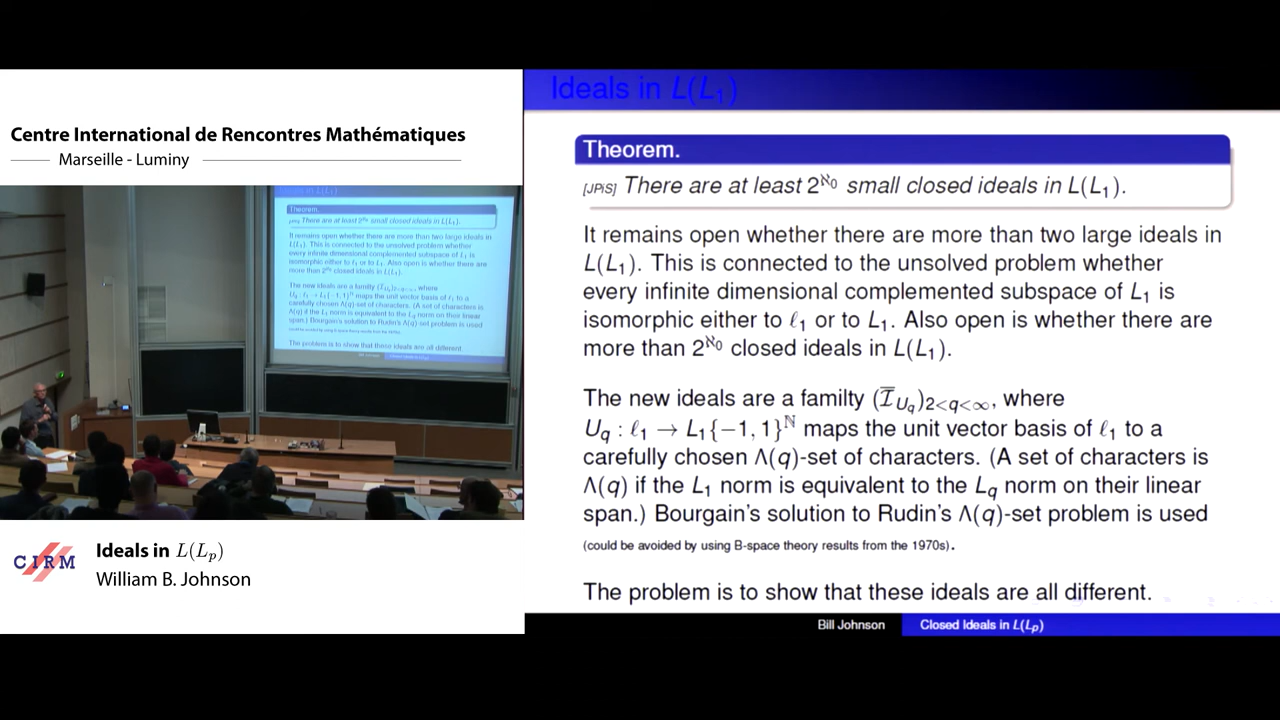 Centre International de Rencontres Mathématiques
Marseille - Luminy
Ideals in L(L₁)
Theorem.
[JPiS] There are at least 2^ℵ₀ small closed ideals in L(L₁).
It remains open whether there are more than two large ideals in
L(L₁). This is connected to the unsolved problem whether
every infinite dimensional complemented subspace of L₁ is
isomorphic either to ℓ₁ or to L₁. Also open is whether there are
more than 2^ℵ₀ closed ideals in L(L₁).
The new ideals are a familty (Ī_{U_q})_{2<q<∞}, where
U_q : ℓ₁ → L₁{−1, 1}^ℕ maps the unit vector basis of ℓ₁ to a
carefully chosen Λ(q)-set of characters. (A set of characters is
Λ(q) if the L₁ norm is equivalent to the L_q norm on their linear
span.) Bourgain's solution to Rudin's Λ(q)-set problem is used
(could be avoided by using B-space theory results from the 1970s).
The problem is to show that these ideals are all different.
Bill Johnson
Closed Ideals in L(L_p)
CIRM
Ideals in L(L_p)
William B. Johnson